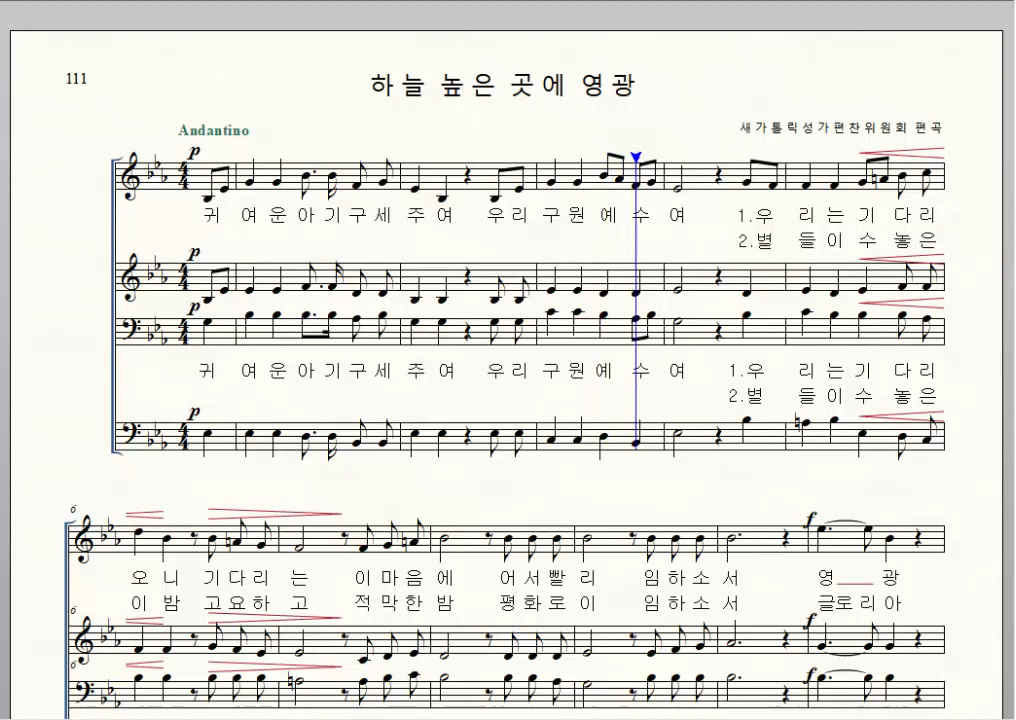 111
하늘 높은 곳에 영광
Andantino
새가톨릭성가편찬위원회 편곡
p
귀 여운아기구세 주여 우리 구원예수 여 1.우 리는기 다리
2.별 들이수 놓은
p
p
귀 여운아기구세 주여 우리 구원예수 여 1.우 리는기 다리
2.별 들이수 놓은
p
6
f
오니 기다리 는 이마음 에 어서빨 리 임하소 서 영 광
이밤 고요하 고 적막한 밤 평화로 이 임하소 서 글로리아
6
f
6
f